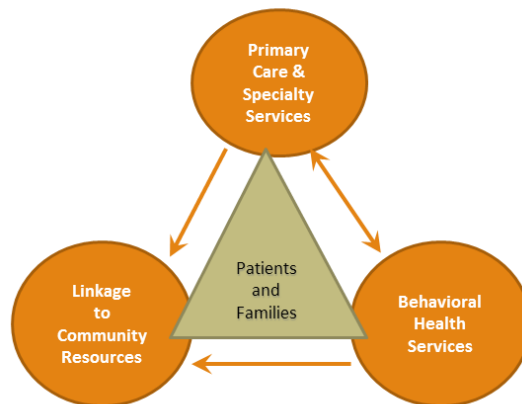 Primary
Care &
Specialty
Services
Patients
and
Families
Linkage
to
Community
Resources
Behavioral
Health
Services